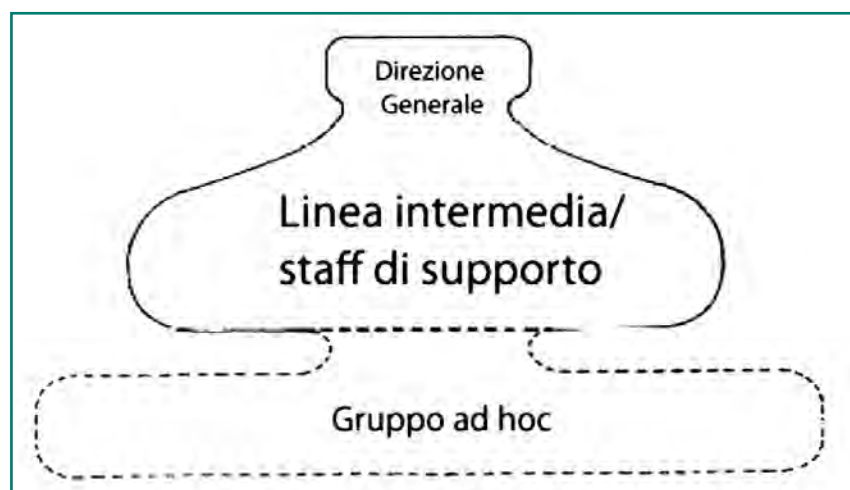 Direzione
Generale
Linea intermedia/
staff di supporto
Gruppo ad hoc